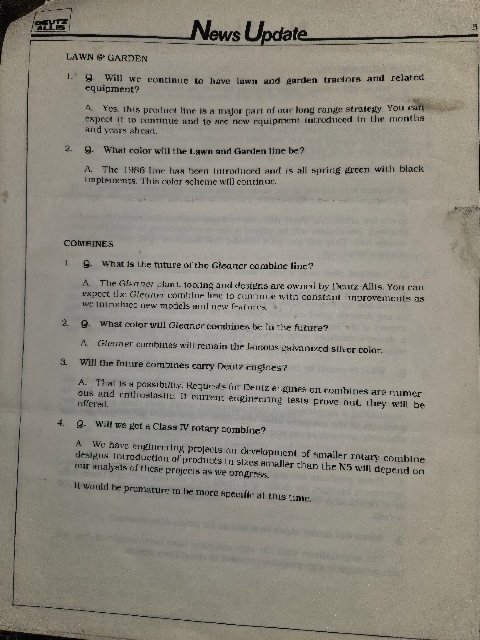 DEUTZ
ALLIS
News Update
LAWN & GARDEN
1. Q. Will we continue to have lawn and garden tractors and related
equipment?
A. Yes, this product line is a major part of our long range strategy. You can
expect it to continue and to see new equipment introduced in the months
and years ahead.
2. Q. What color will the Lawn and Garden line be?
A. The 1986 line has been introduced and is all spring green with black
implements. This color scheme will continue.
COMBINES
1. Q. What is the future of the Gleaner combine line?
A. The Gleaner plant, tooling and designs are owned by Deutz-Allis. You can
expect the Gleaner combine line to continue with constant improvements as
we introduce new models and new features.
2. Q. What color will Gleaner combines be in the future?
A. Gleaner combines will remain the famous galvanized silver color.
3. Will the future combines carry Deutz engines?
A. That is a possibility. Requests for Deutz engines on combines are numer
ous and enthusiastic. If current engineering tests prove out, they will be
offered.
4. Q. Will we get a Class IV rotary combine?
A. We have engineering projects on development of smaller rotary combine
designs. Introduction of products in sizes smaller than the N5 will depend on
our analysis of these projects as we progress.
It would be premature to be more specific at this time.